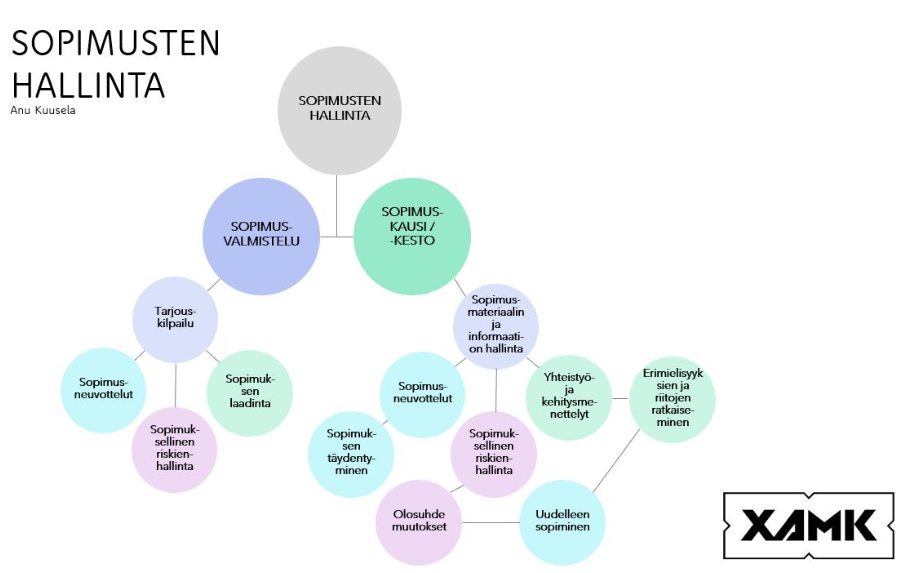 SOPIMUSTEN
HALLINTA
Anu Kuusela
SOPIMUSTEN
HALLINTA
SOPIMUS-
VALMISTELU
SOPIMUS-
KAUSI /
-KESTO
Tarjous-
kilpailu
Sopimus-
neuvottelut
Sopimuk-
sellinen
riskien-
hallinta
Sopimuk-
sen
laadinta
Sopimus-
materiaalin
ja
informaati-
on hallinta
Sopimus-
neuvottelut
Sopimuk-
sen
täydenty-
minen
Sopimuk-
sellinen
riskien-
hallinta
Yhteistyö-
ja
kehitysme-
nettelyt
Erimielisyyk
sien ja
riitojen
ratkaise-
minen
Olosuhde
muutokset
Uudelleen
sopiminen
XAMK